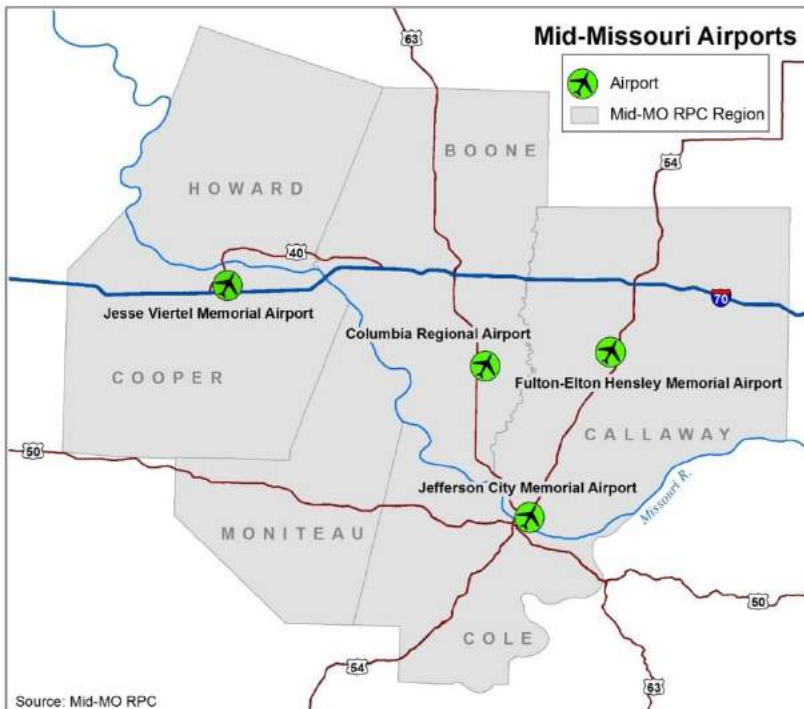 63
Mid-Missouri Airports
Airport
Mid-MO RPC Region
54
BOONE
HOWARD
40
70
Jesse Viertel Memorial Airport
Columbia Regional Airport
COOPER
Fulton-Elton Hensley Memorial Airport
CALLAWAY
50
Jefferson City Memorial Airport
Missouri R.
MONITEAU
50
COLE
54
63
Source: Mid-MO RPC